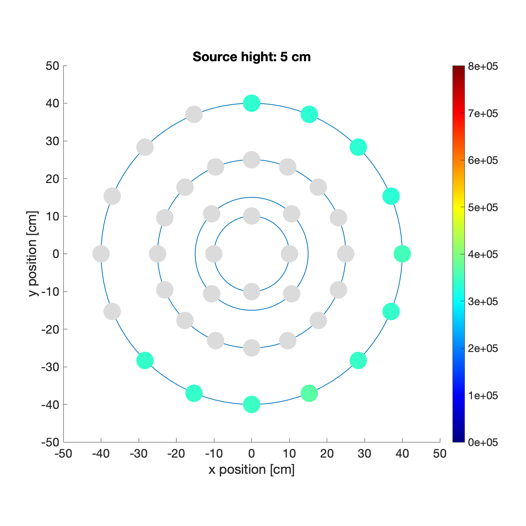 Source hight: 5 cm
y position [cm]
50
40
30
20
10
0
-10
-20
-30
-40
-50
-50 -40 -30 -20 -10 0 10 20 30 40 50
x position [cm]
8e+05
7e+05
6e+05
5e+05
4e+05
3e+05
2e+05
1e+05
0e+05